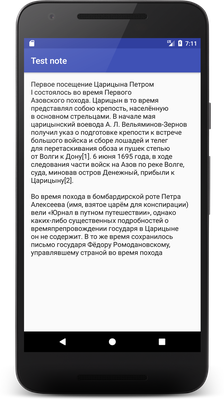 7:11
Test note
Первое посещение Царицына Петром
I состоялось во время Первого
Азовского похода. Царицын в то время
представлял собою крепость, населённую
в основном стрельцами. В начале мая
царицынский воевода А. Л. Вельяминов-Зернов
получил указ о подготовке крепости к встрече
большого войска и сборе лошадей и телег
для перетаскивания обоза и пушек степью
от Волги к Дону[1]. 6 июня 1695 года, в ходе
следования части войск на Азов по реке Волге,
суда, миновав остров Денежный, прибыли к
Царицыну[2].
Во время похода в бомбардирской роте Петра
Алексеева (имя, взятое царём для конспирации)
вели «Юрнал в путном путешествии», однако
каких-либо существенных подробностей о
времяпрепровождении государя в Царицыне
он не содержит. В то же время сохранилось
письмо государя Фёдору Ромодановскому,
управлявшему страной во время похода